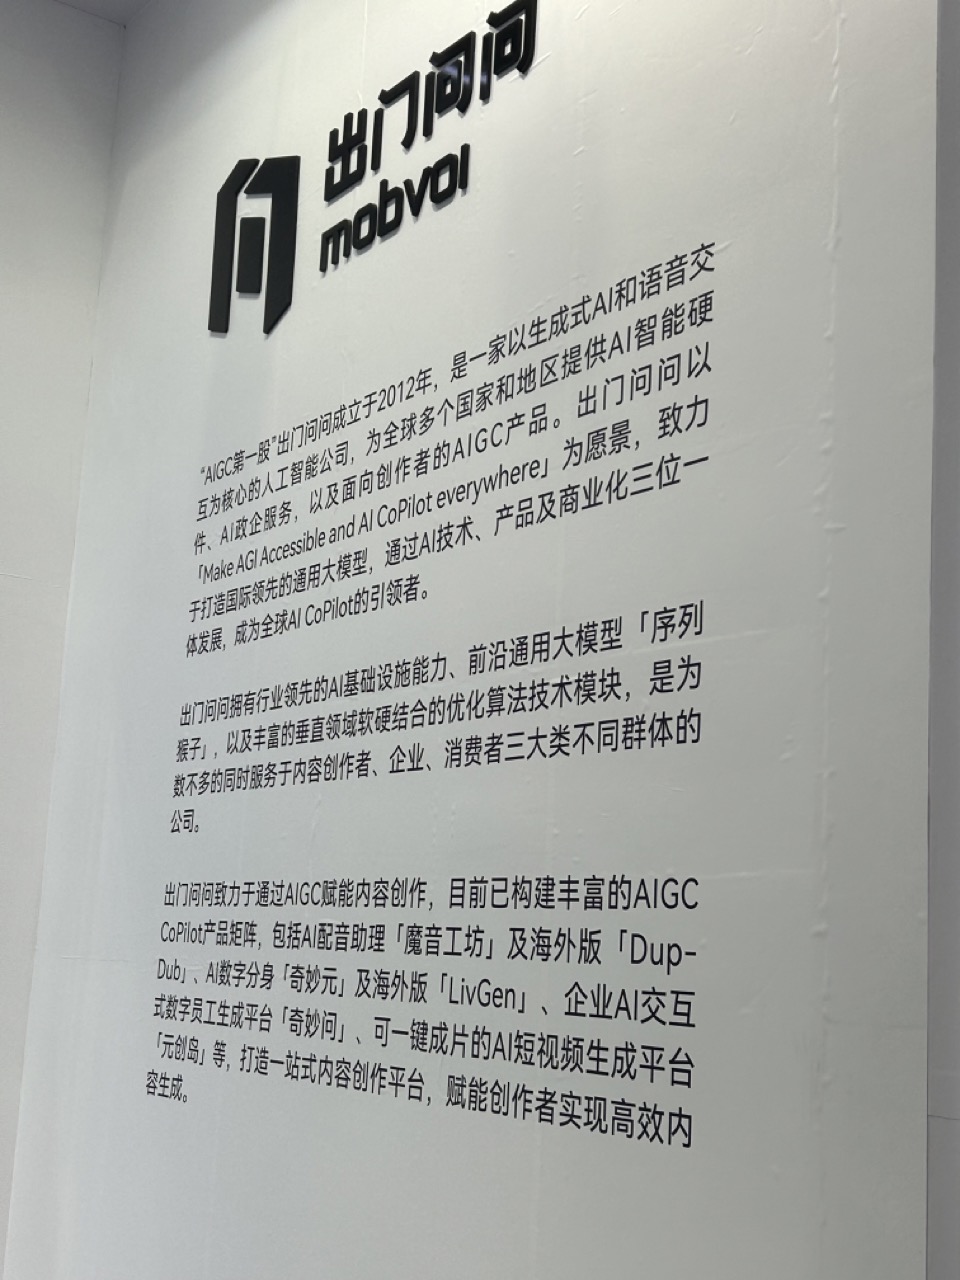 出门问问
mobvoi
“AIGC第一股”出门问问成立于2012年，是一家以生成式AI和语音交
互为核心的人工智能公司，为全球多个国家和地区提供AI智能硬
件、AI政企服务，以及面向创作者的AIGC产品。出门问问以
「Make AGI Accessible and AI CoPilot everywhere」为愿景，致力
于打造国际领先的通用大模型，通过AI技术、产品及商业化三位一
体发展，成为全球AI CoPilot的引领者。
出门问问拥有行业领先的AI基础设施能力、前沿通用大模型「序列
猴子」，以及丰富的垂直领域软硬结合的优化算法技术模块，是为
数不多的同时服务于内容创作者、企业、消费者三大类不同群体的
公司。
出门问问致力于通过AIGC赋能内容创作，目前已构建丰富的AIGC
CoPilot产品矩阵，包括AI配音助理「魔音工坊」及海外版「Dup-
Dub」、AI数字分身「奇妙元」及海外版「LivGen」、企业AI交互
式数字员工生成平台「奇妙问」、可一键成片的AI短视频生成平台
「元创岛」等，打造一站式内容创作平台，赋能创作者实现高效内
容生成。